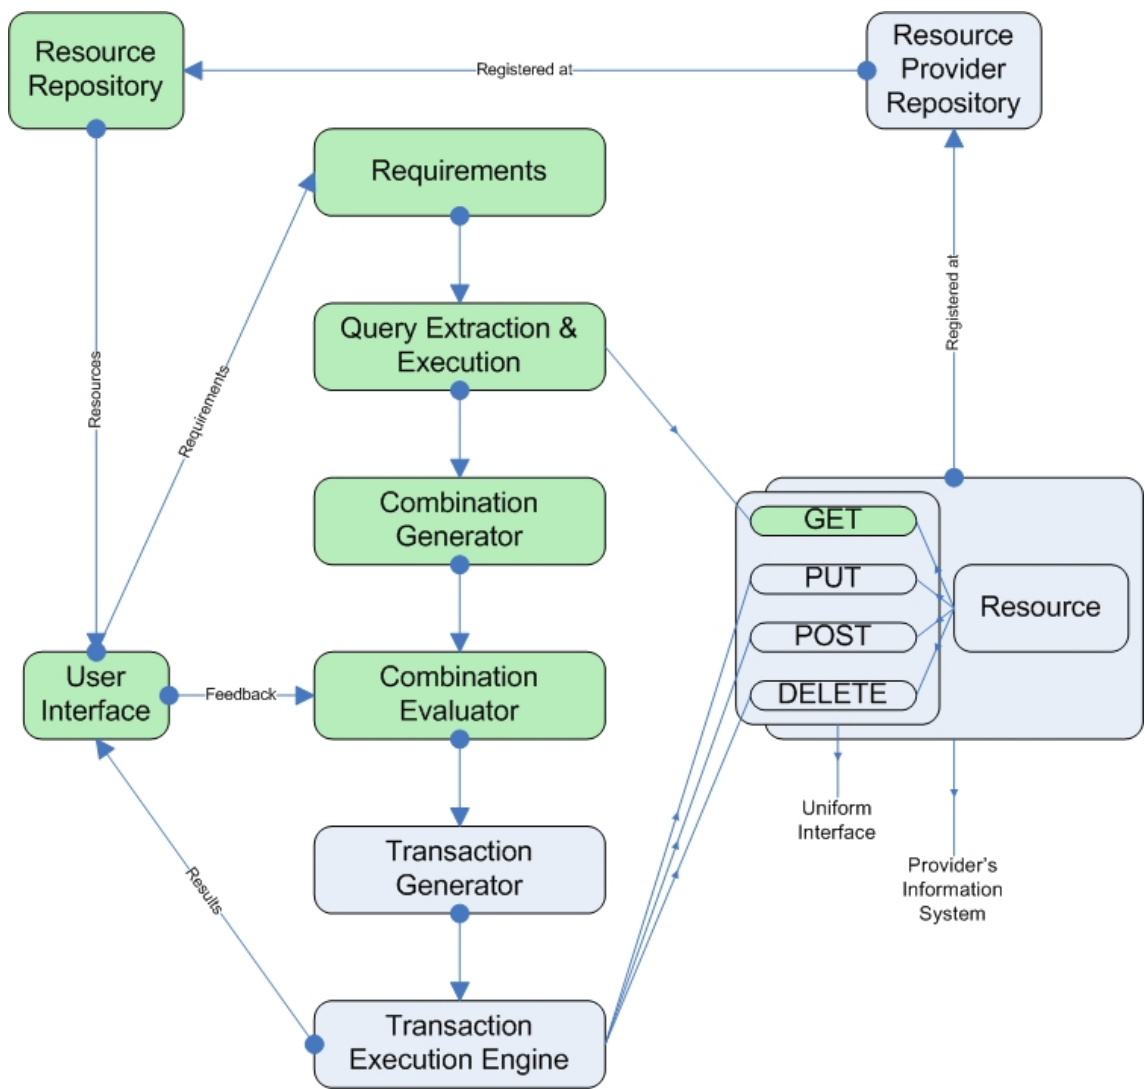 Resource
Repository
Registered at
Resource
Provider
Repository
Requirements
Query Extraction &
Execution
Resources
Requirements
Registered at
Combination
Generator
GET
PUT
POST
DELETE
Resource
User
Interface
Feedback
Combination
Evaluator
Uniform
Interface
Provider's
Information
System
Transaction
Generator
Results
Transaction
Execution Engine